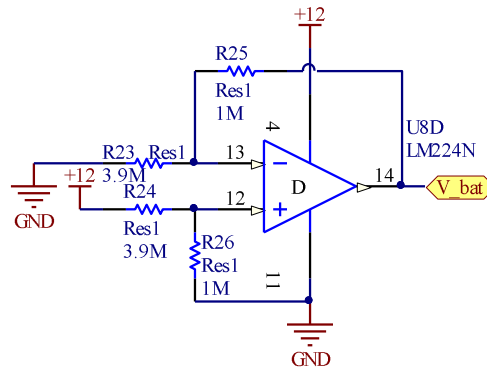 +12
R25
Res1
1M
4
U8D
LM224N
R23 Res1
3.9M
13
14
V_bat
+12
R24
12
D
GND
Res1
3.9M
R26
Res1
1M
11
GND